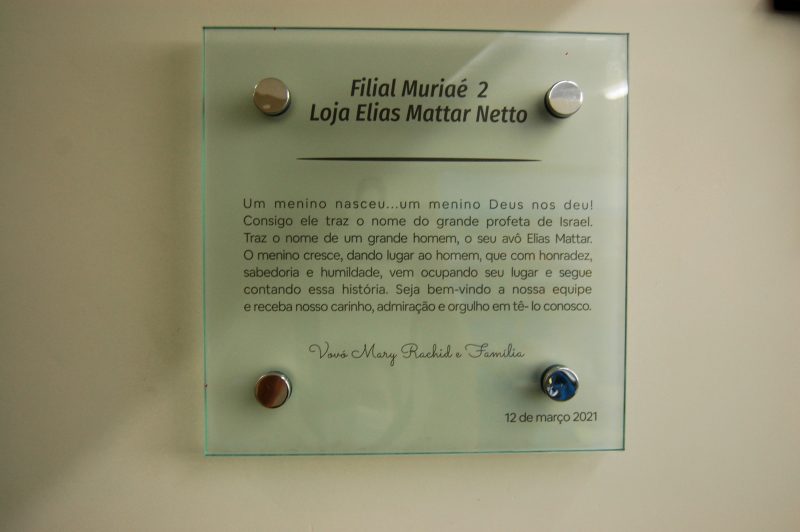 Filial Muriaé 2
Loja Elias Mattar Netto
Um menino nasceu...um menino Deus nos deu!
Consigo ele traz o nome do grande profeta de Israel.
Traz o nome de um grande homem, o seu avô Elias Mattar.
O menino cresce, dando lugar ao homem, que com honradez,
sabedoria e humildade, vem ocupando seu lugar e segue
contando essa história. Seja bem-vindo a nossa equipe
e receba nosso carinho, admiração e orgulho em tê- lo conosco.
Vovó Mary Rachid e Família
12 de março 2021